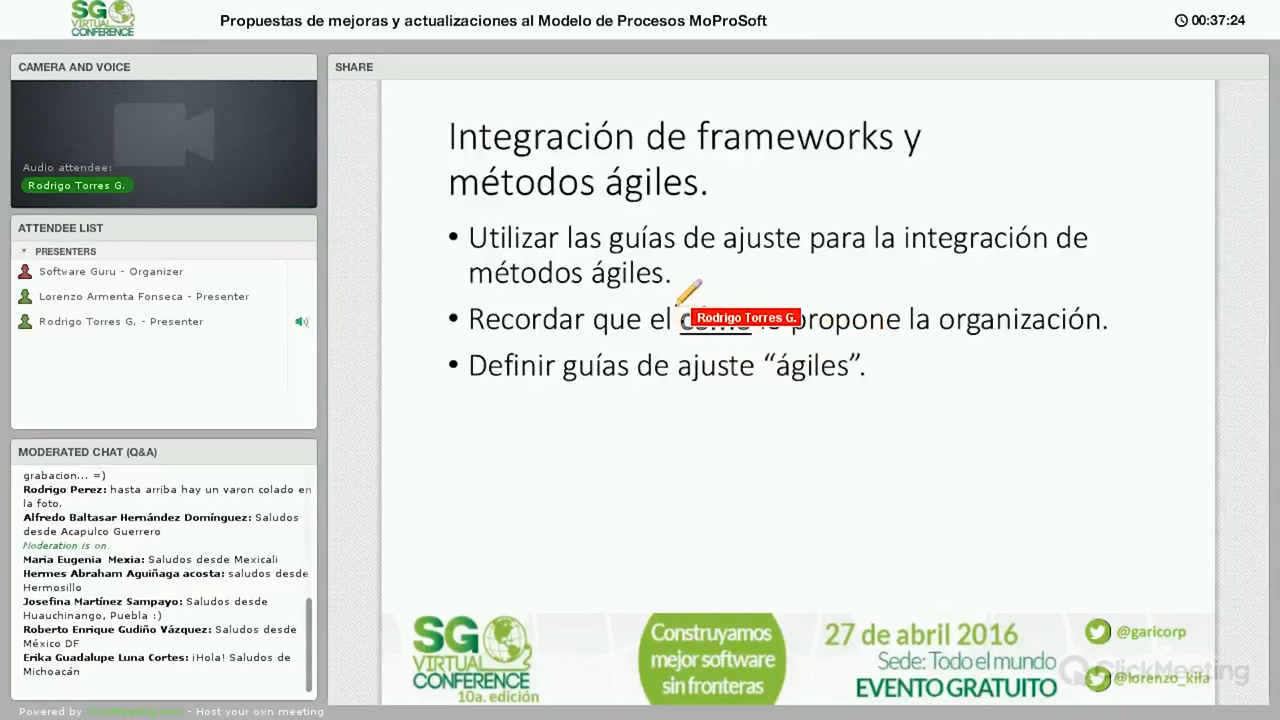 SG
VIRTUAL
CONFERENCE
Propuestas de mejoras y actualizaciones al Modelo de Procesos MoProSoft
00:37:24
CAMERA AND VOICE
Audio attendee:
Rodrigo Torres G.
ATTENDEE LIST
PRESENTERS
Software Guru - Organizer
Lorenzo Armenta Fonseca - Presenter
Rodrigo Torres G. - Presenter
MODERATED CHAT (Q&A)
grabacion... =)
Rodrigo Perez: hasta arriba hay un varon colado en
la foto.
Alfredo Baltasar Hernández Domínguez: Saludos
desde Acapulco Guerrero
Moderation is on.
Maria Eugenia Mexia: Saludos desde Mexicali
Hermes Abraham Aguiñaga acosta: saludos desde
Hermosillo
Josefina Martínez Sampayo: Saludos desde
Huauchinango, Puebla :)
Roberto Enrique Gudiño Vázquez: Saludos desde
México DF
Erika Guadalupe Luna Cortes: ¡Hola! Saludos de
Michoacán
Powered by ClickMeeting.com - Host your own meeting
SHARE
Integración de frameworks y
métodos ágiles.
• Utilizar las guías de ajuste para la integración de
métodos ágiles.
• Recordar que el propone la organización.
Rodrigo Torres G.
• Definir guías de ajuste “ágiles”.
SG
VIRTUAL
CONFERENCE
10a. edición
Construyamos
mejor software
sin fronteras
27 de abril 2016
Sede: Todo el mundo
EVENTO GRATUITO
@garicorp
@lorenzo_kifa
ClickMeeting